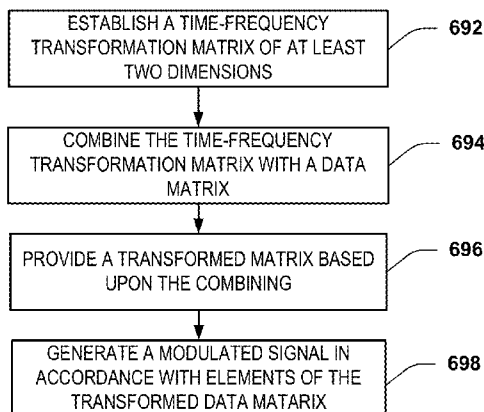 ESTABLISH A TIME-FREQUENCY
TRANSFORMATION MATRIX OF AT LEAST
TWO DIMENSIONS
692
COMBINE THE TIME-FREQUENCY
TRANSFORMATION MATRIX WITH A DATA
MATRIX
694
PROVIDE A TRANSFORMED MATRIX BASED
UPON THE COMBINING
696
GENERATE A MODULATED SIGNAL IN
ACCORDANCE WITH ELEMENTS OF THE
TRANSFORMED DATA MATARIX
698